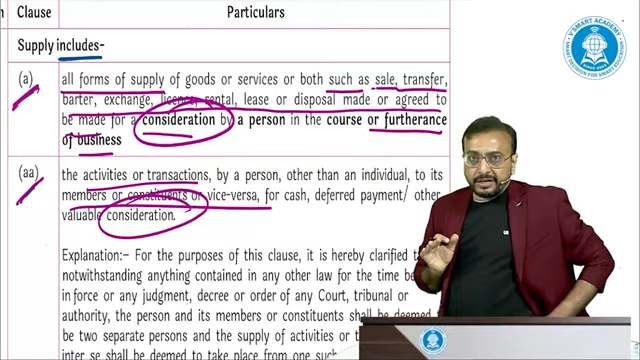 V SMART ACADEMY
SMART DECISION FOR SMART EDUCATION
Clause Particulars
Supply includes-
(a) all forms of supply of goods or services or both such as sale, transfer,
barter, exchange, licence, rental, lease or disposal made or agreed to
be made for a consideration by a person in the course or furtherance
of business
(aa) the activities or transactions, by a person, other than an individual, to its
members or constituents or vice-versa, for cash, deferred payment/ other
valuable consideration.
Explanation:- For the purposes of this clause, it is hereby clarified
notwithstanding anything contained in any other law for the time
in force or any judgment, decree or order of any Court, tribunal or
authority, the person and its members or constituents shall be deemed
be two separate persons and the supply of activities or
inter se shall be deemed to take place from one such